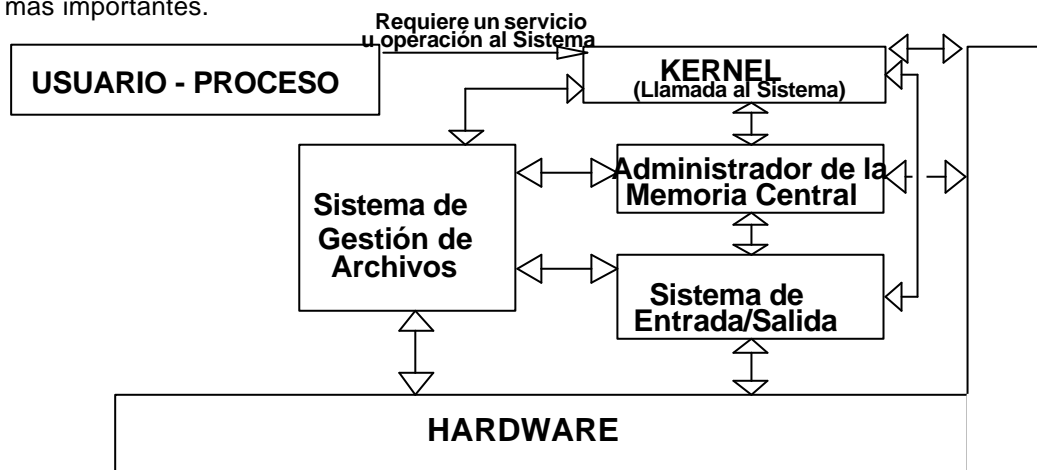 mas importantes.
Requiere un servicio
u operación al Sistema
USUARIO - PROCESO
KERNEL
(Llamada al Sistema)
Administrador de la
Memoria Central
Sistema de
Gestión de
Archivos
Sistema de
Entrada/Salida
HARDWARE